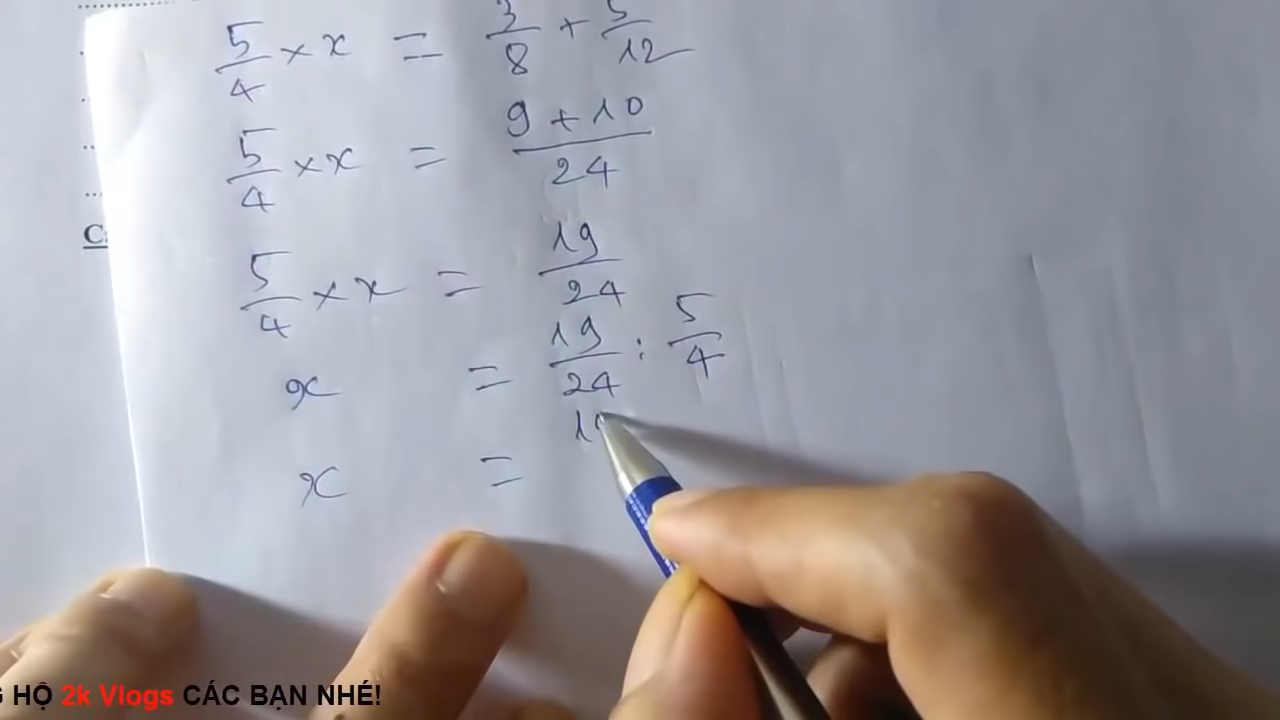 5/4 × x = 3/8 + 5/12
5/4 × x = 9 + 10/24
5/4 × x = 19/24
x = 19/24 : 5/4
x =
G HỘ 2k Vlogs CÁC BẠN NHÉ!